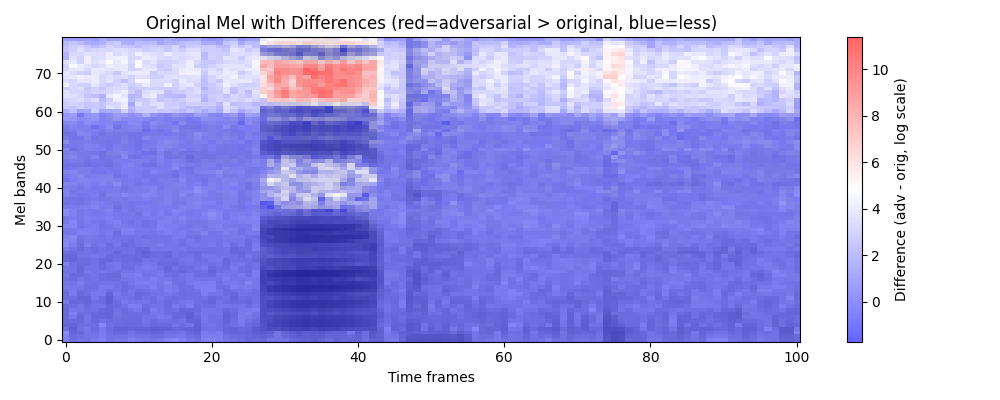 Original Mel with Differences (red=adversarial > original, blue=less)
Mel bands
70
60
50
40
30
20
10
0
0 20 40 60 80 100
Time frames
10
8
6
4
2
0
Difference (adv - orig, log scale)